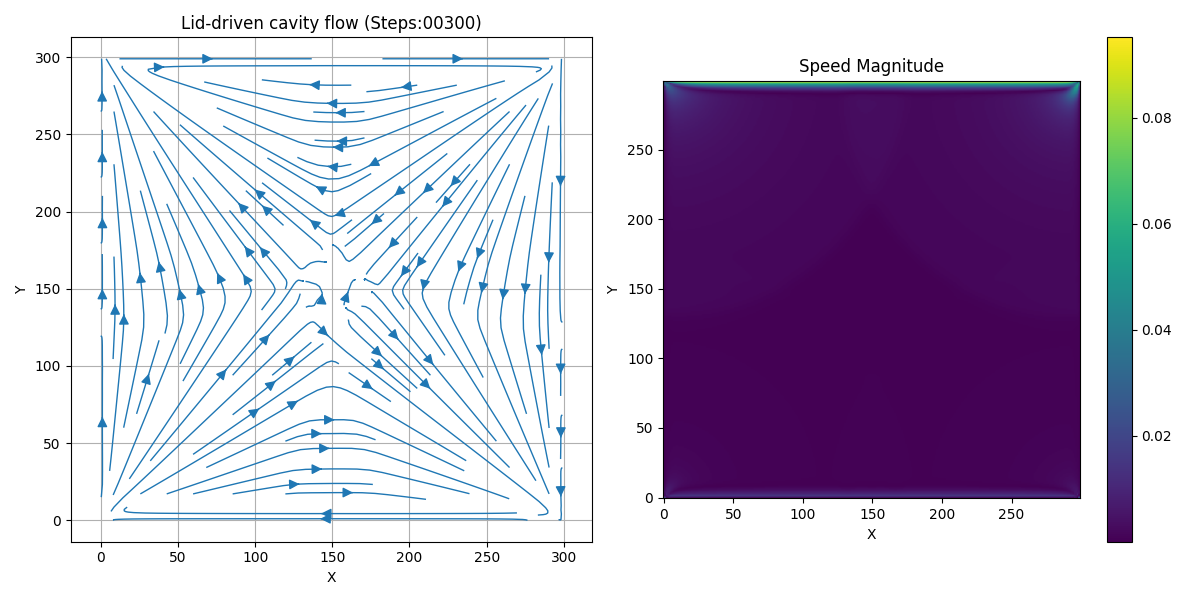 Lid-driven cavity flow (Steps:00300)
300
250
200
150
100
50
0
Y
0 50 100 150 200 250 300
X
Speed Magnitude
250
200
150
100
50
0
Y
0 50 100 150 200 250
X
0.08
0.06
0.04
0.02